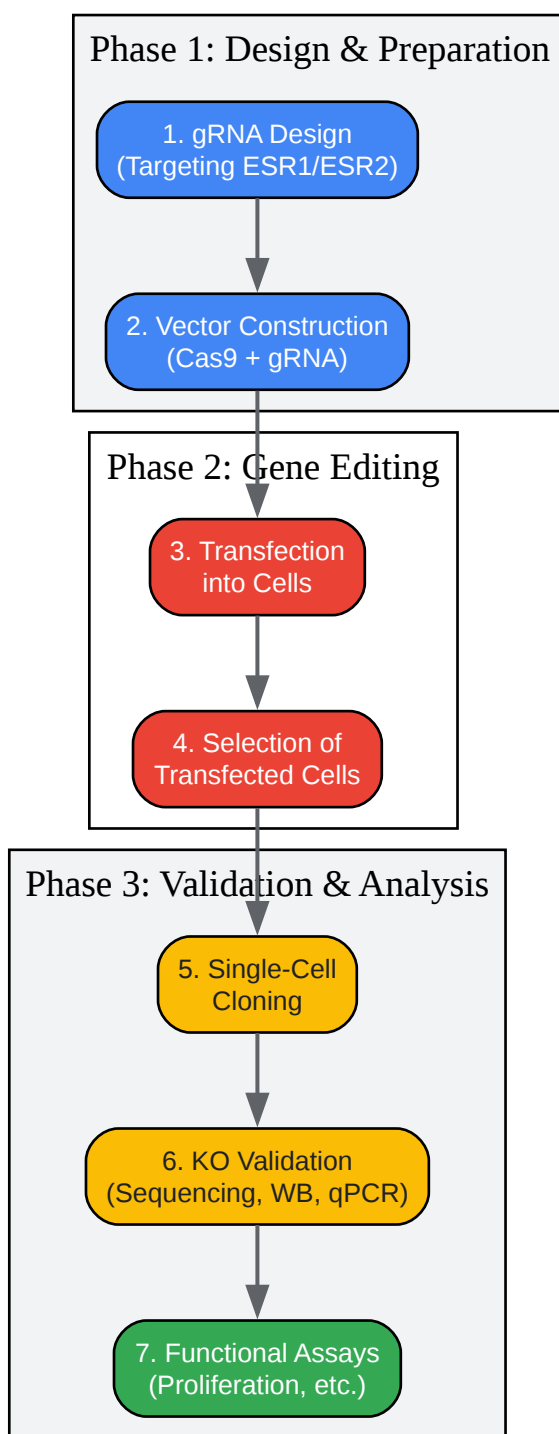 Phase 1: Design & Preparation
1. gRNA Design
(Targeting ESR1/ESR2)
2. Vector Construction
(Cas9 + gRNA)
Phase 2: Gene Editing
3. Transfection
into Cells
4. Selection of
Transfected Cells
Phase 3: Validation & Analysis
5. Single-Cell
Cloning
6. KO Validation
(Sequencing, WB, qPCR)
7. Functional Assays
(Proliferation, etc.)